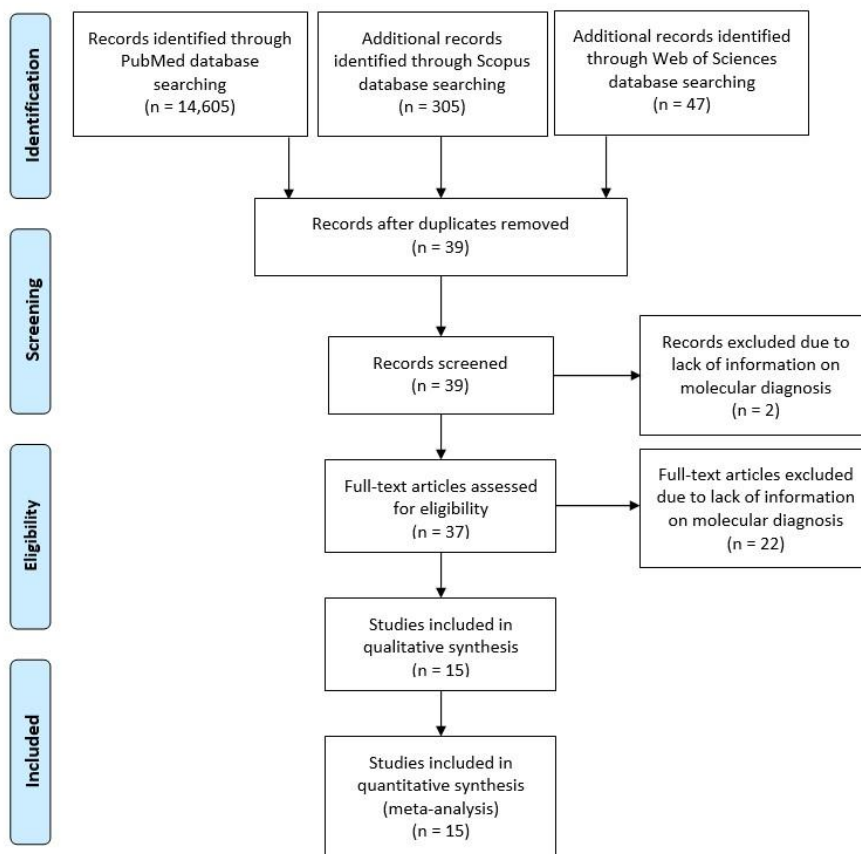 Identification
Records identified through
PubMed database
searching
(n = 14,605)
Additional records
identified through Scopus
database searching
(n = 305)
Additional records identified
through Web of Sciences
database searching
(n = 47)
Records after duplicates removed
(n = 39)
Screening
Records screened
(n = 39)
Records excluded due to
lack of information on
molecular diagnosis
(n = 2)
Eligibility
Full-text articles assessed
for eligibility
(n = 37)
Full-text articles excluded
due to lack of information
on molecular diagnosis
(n = 22)
Studies included in
qualitative synthesis
(n = 15)
Included
Studies included in
quantitative synthesis
(meta-analysis)
(n = 15)